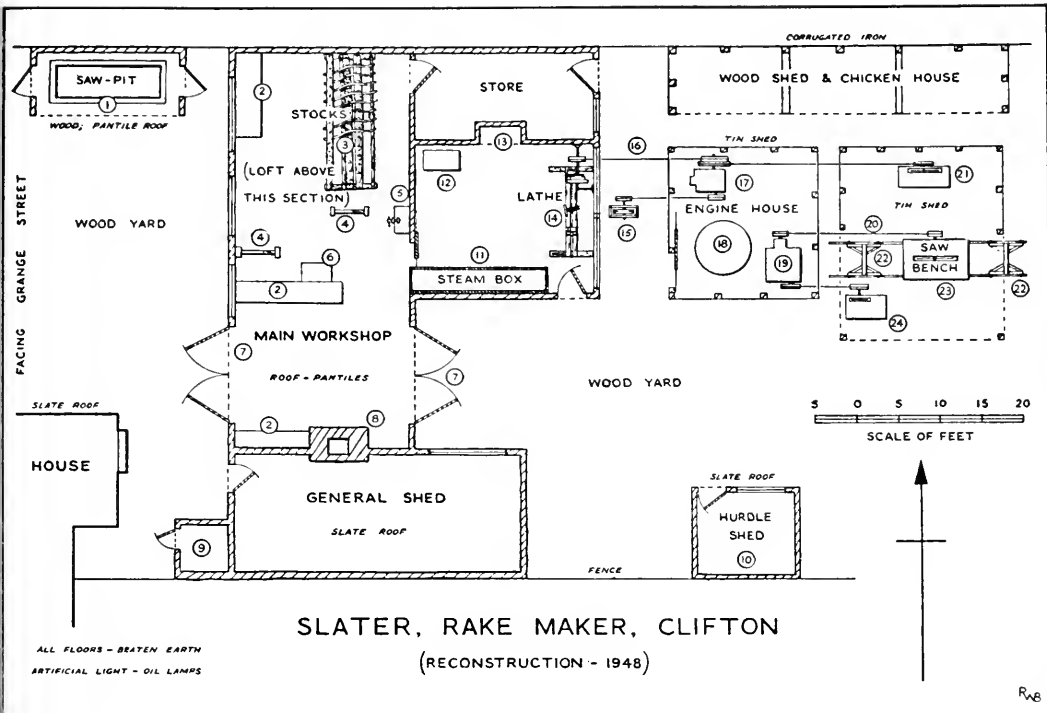 CORRUGATED IRON
SAW-PIT
1
WOOD; PANTILE ROOF
2
STOCKS
3
(LOFT ABOVE
THIS SECTION)
4
4
5
6
2
STORE
13
12
LATHE
14
11
STEAM BOX
WOOD SHED & CHICKEN HOUSE
TIN SHED
16
17
15
ENGINE HOUSE
18
19
21
TIN SHED
20
22
SAW
BENCH
23
22
24
FACING GRANGE STREET
WOOD YARD
MAIN WORKSHOP
7
7
ROOF - PANTILES
2
8
WOOD YARD
5 0 5 10 15 20
SCALE OF FEET
SLATE ROOF
HOUSE
GENERAL SHED
SLATE ROOF
9
SLATE ROOF
HURDLE
SHED
10
FENCE
SLATER, RAKE MAKER, CLIFTON
(RECONSTRUCTION - 1948)
ALL FLOORS - BEATEN EARTH
ARTIFICIAL LIGHT - OIL LAMPS
RWB